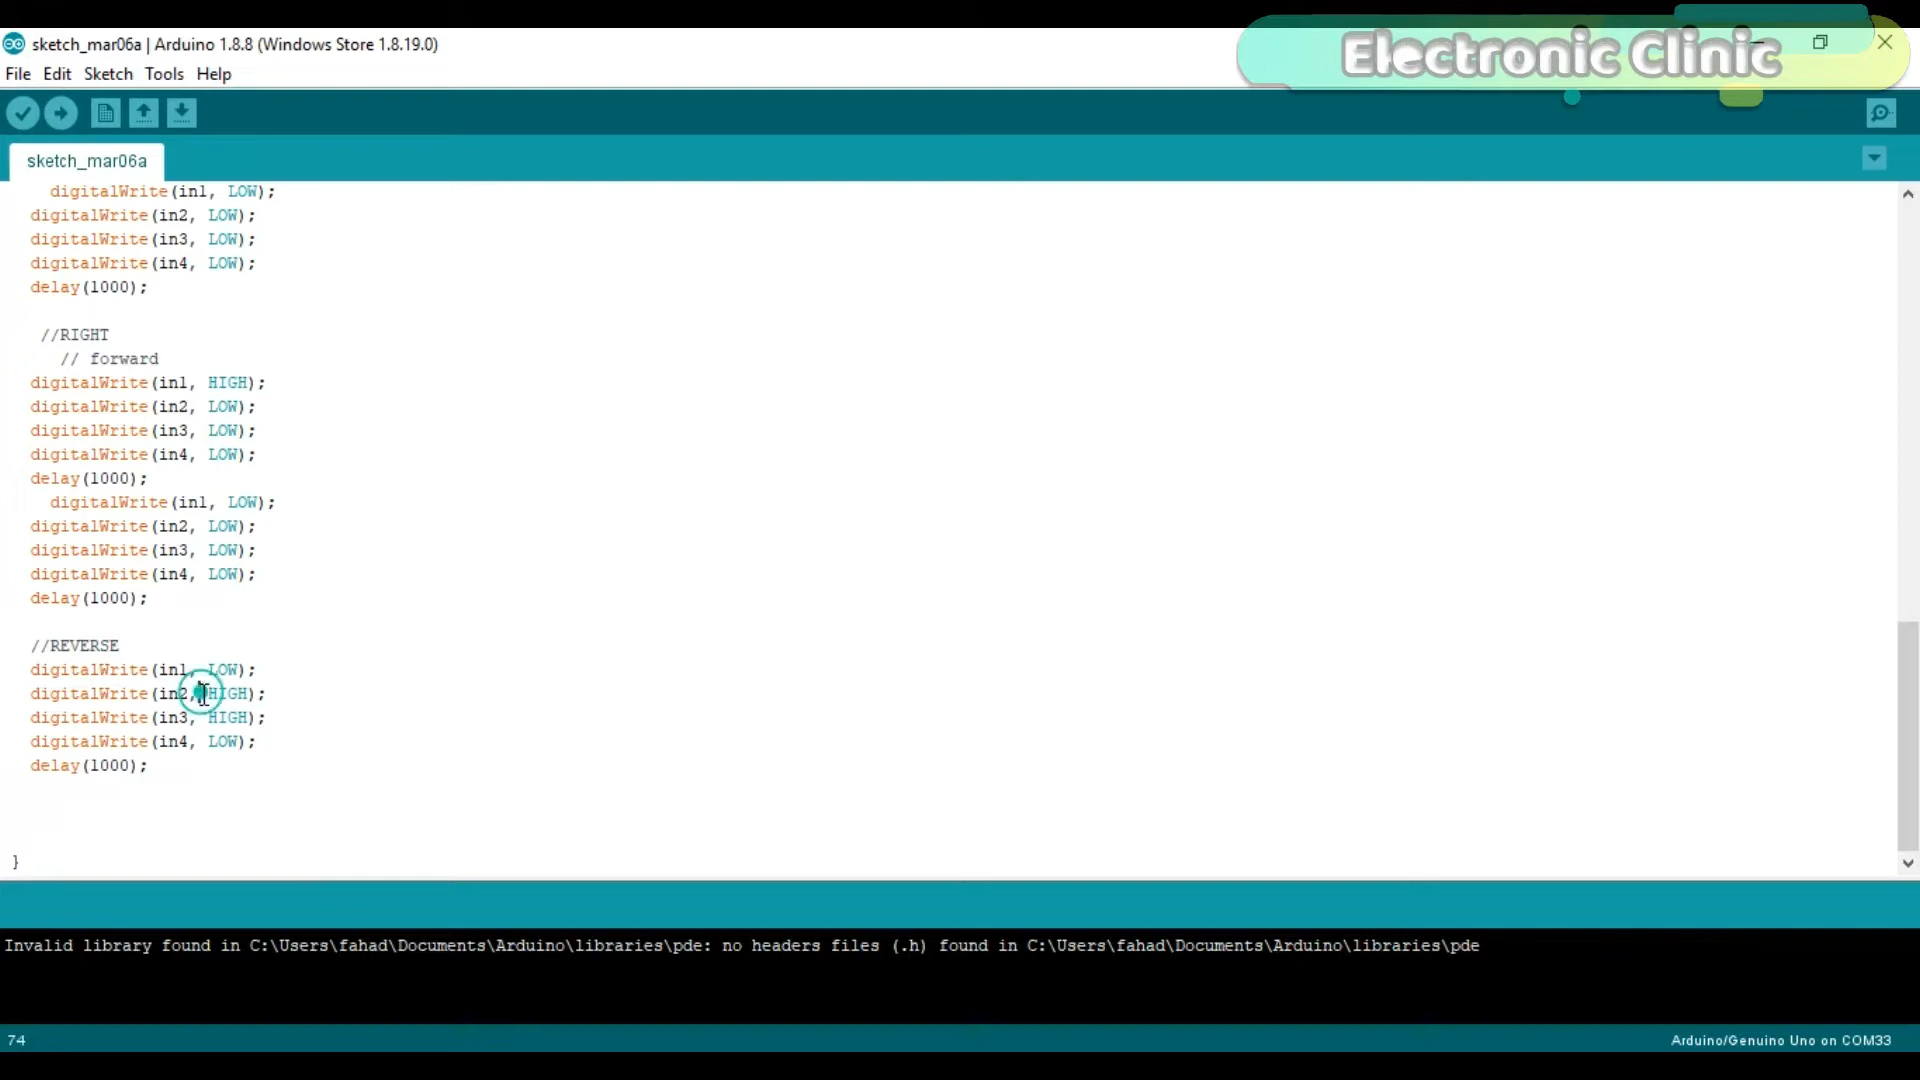 Electronic Clinic
sketch_mar06a | Arduino 1.8.8 (Windows Store 1.8.19.0)
File Edit Sketch Tools Help
sketch_mar06a
digitalWrite(in1, LOW);
digitalWrite(in2, LOW);
digitalWrite(in3, LOW);
digitalWrite(in4, LOW);
delay(1000);
//RIGHT
// forward
digitalWrite(in1, HIGH);
digitalWrite(in2, LOW);
digitalWrite(in3, LOW);
digitalWrite(in4, LOW);
delay(1000);
digitalWrite(in1, LOW);
digitalWrite(in2, LOW);
digitalWrite(in3, LOW);
digitalWrite(in4, LOW);
delay(1000);
//REVERSE
digitalWrite(in1, LOW);
digitalWrite(in2, HIGH);
digitalWrite(in3, HIGH);
digitalWrite(in4, LOW);
delay(1000);
}
Invalid library found in C:\Users\fahad\Documents\Arduino\libraries\pde: no headers files (.h) found in C:\Users\fahad\Documents\Arduino\libraries\pde
74
Arduino/Genuino Uno on COM33